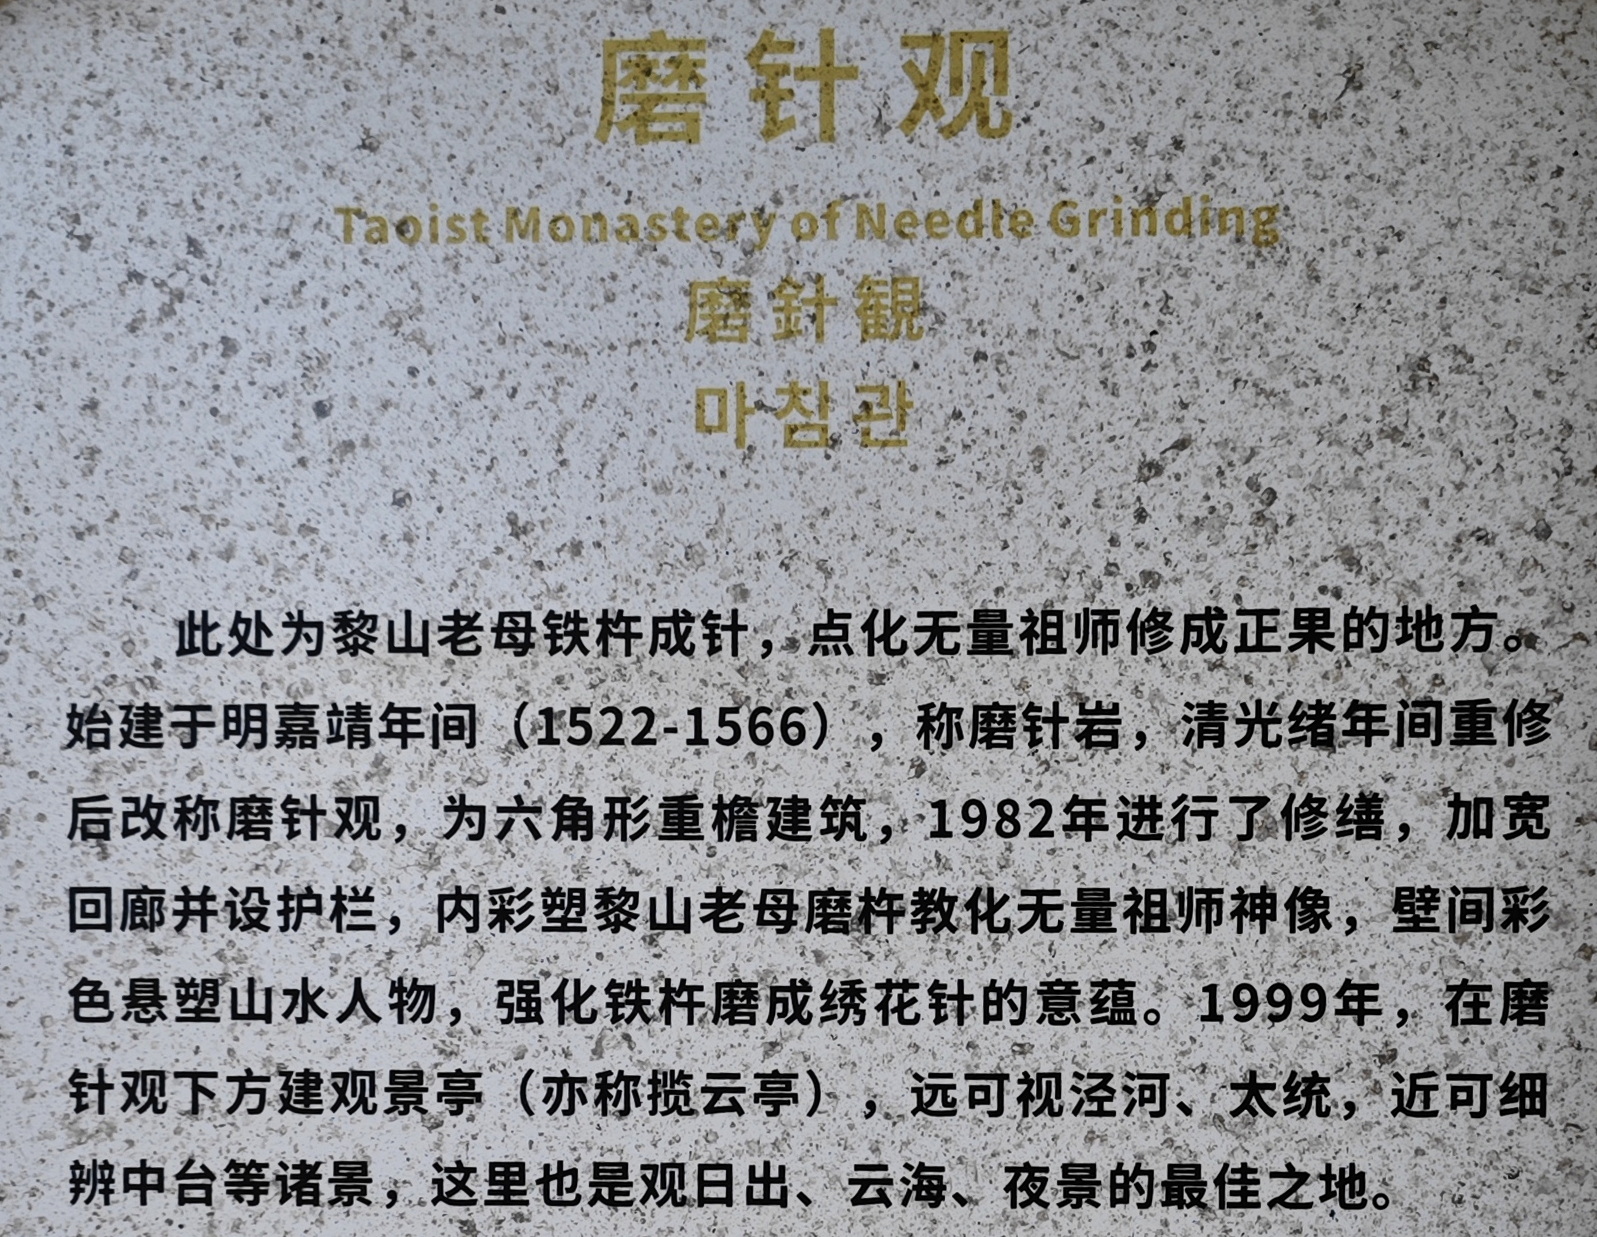 磨针观
Taoist Monastery of Needle Grinding
磨針観
마침관
此处为黎山老母铁杵成针，点化无量祖师修成正果的地方。
始建于明嘉靖年间（1522-1566），称磨针岩，清光绪年间重修
后改称磨针观，为六角形重檐建筑，1982年进行了修缮，加宽
回廊并设护栏，内彩塑黎山老母磨杵教化无量祖师神像，壁间彩
色悬塑山水人物，强化铁杵磨成绣花针的意蕴。1999年，在磨
针观下方建观景亭（亦称揽云亭），远可视泾河、太统，近可细
辨中台等诸景，这里也是观日出、云海、夜景的最佳之地。